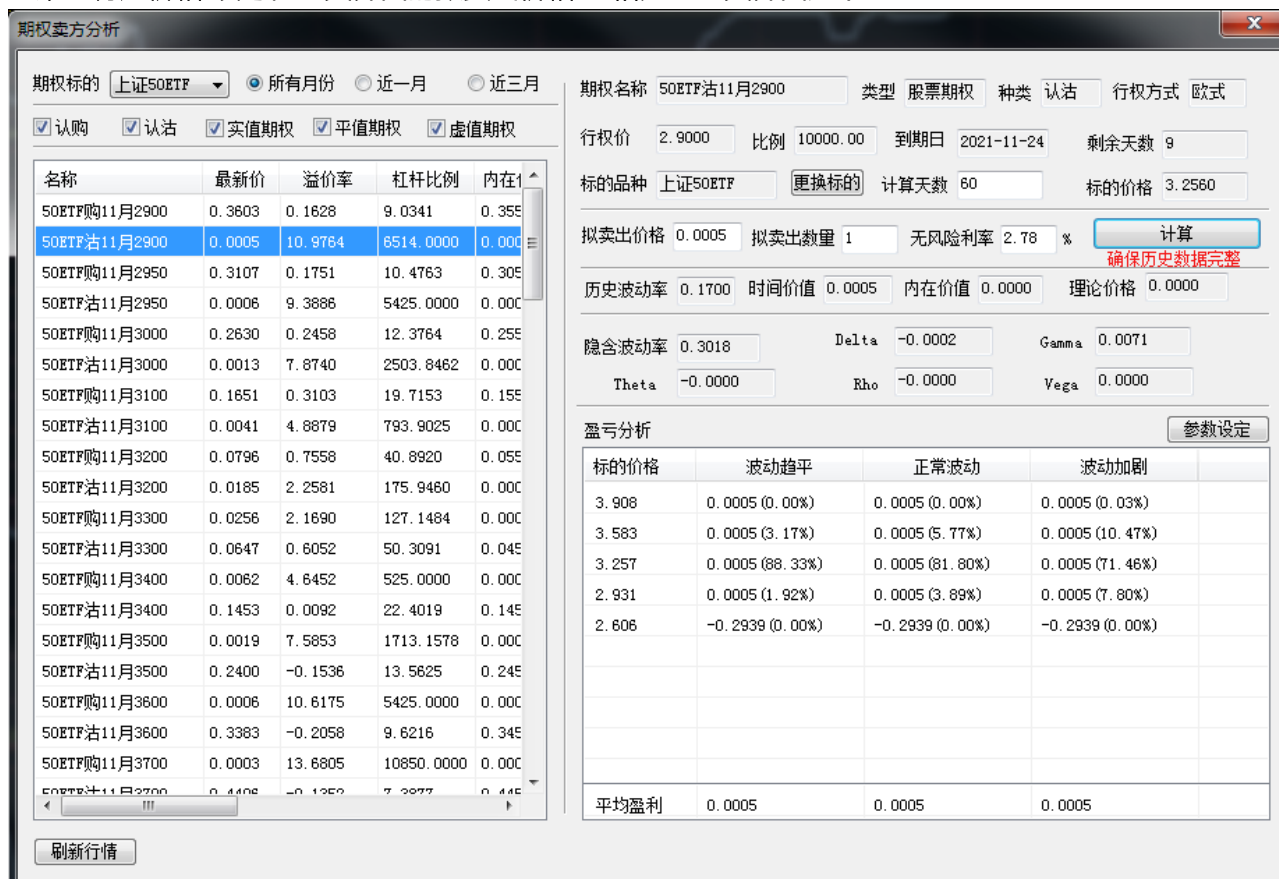 期权卖方分析
期权标的 上证50ETF 所有月份 近一月 近三月
认购 认沽 实值期权 平值期权 虚值期权
名称 最新价 溢价率 杠杆比例
50ETF购11月2900 0.3603 0.1628 9.0341 0.355
50ETF沽11月2900 0.0005 10.9764 6514.0000 0.000
50ETF购11月2950 0.3107 0.1751 10.4763 0.305
50ETF沽11月2950 0.0006 9.3886 5425.0000 0.000
50ETF购11月3000 0.2630 0.2458 12.3764 0.255
50ETF沽11月3000 0.0013 7.8740 2503.8462 0.000
50ETF购11月3100 0.1651 0.3103 19.7153 0.155
50ETF沽11月3100 0.0041 4.8879 793.9025 0.000
50ETF购11月3200 0.0796 0.7558 40.8920 0.055
50ETF沽11月3200 0.0185 2.2581 175.9460 0.000
50ETF购11月3300 0.0256 2.1690 127.1484 0.000
50ETF沽11月3300 0.0647 0.6052 50.3091 0.045
50ETF购11月3400 0.0062 4.6452 525.0000 0.000
50ETF沽11月3400 0.1453 0.0092 22.4019 0.145
50ETF购11月3500 0.0019 7.5853 1713.1578 0.000
50ETF沽11月3500 0.2400 -0.1536 13.5625 0.245
50ETF购11月3600 0.0006 10.6175 5425.0000 0.000
50ETF沽11月3600 0.3383 -0.2058 9.6216 0.345
50ETF购11月3700 0.0003 13.6805 10850.0000 0.000
刷新行情
期权名称 50ETF沽11月2900 类型 股票期权 种类 认沽 行权方式 欧式
行权价 2.9000 比例 10000.00 到期日 2021-11-24 剩余天数 9
标的品种 上证50ETF 更换标的 计算天数 60 标的价格 3.2560
拟卖出价格 0.0005 拟卖出数量 1 无风险利率 2.78 % 计算
确保历史数据完整
历史波动率 0.1700 时间价值 0.0005 内在价值 0.0000 理论价格 0.0000
隐含波动率 0.3018 Delta -0.0002 Gamma 0.0071
Theta -0.0000 Rho -0.0000 Vega 0.0000
盈亏分析 参数设定
标的价格 波动趋平 正常波动 波动加剧
3.908 0.0005(0.00%) 0.0005(0.00%) 0.0005(0.03%)
3.583 0.0005(3.17%) 0.0005(5.77%) 0.0005(10.47%)
3.257 0.0005(88.33%) 0.0005(81.80%) 0.0005(71.46%)
2.931 0.0005(1.92%) 0.0005(3.89%) 0.0005(7.80%)
2.606 -0.2939(0.00%) -0.2939(0.00%) -0.2939(0.00%)
平均盈利 0.0005 0.0005 0.0005